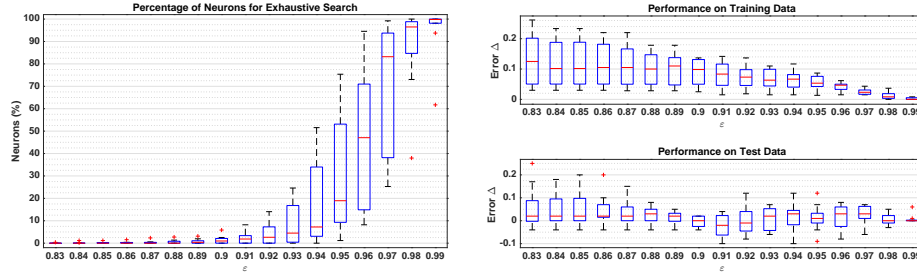 Percentage of Neurons for Exhaustive Search
100
90
80
70
60
50
40
30
20
10
0
Neurons (%)
0.83 0.84 0.85 0.86 0.87 0.88 0.89 0.9 0.91 0.92 0.93 0.94 0.95 0.96 0.97 0.98 0.99
ε
Performance on Training Data
0.2
0.1
0
Error Δ
0.83 0.84 0.85 0.86 0.87 0.88 0.89 0.9 0.91 0.92 0.93 0.94 0.95 0.96 0.97 0.98 0.99
ε
Performance on Test Data
0.2
0.1
0
-0.1
Error Δ
0.83 0.84 0.85 0.86 0.87 0.88 0.89 0.9 0.91 0.92 0.93 0.94 0.95 0.96 0.97 0.98 0.99
ε